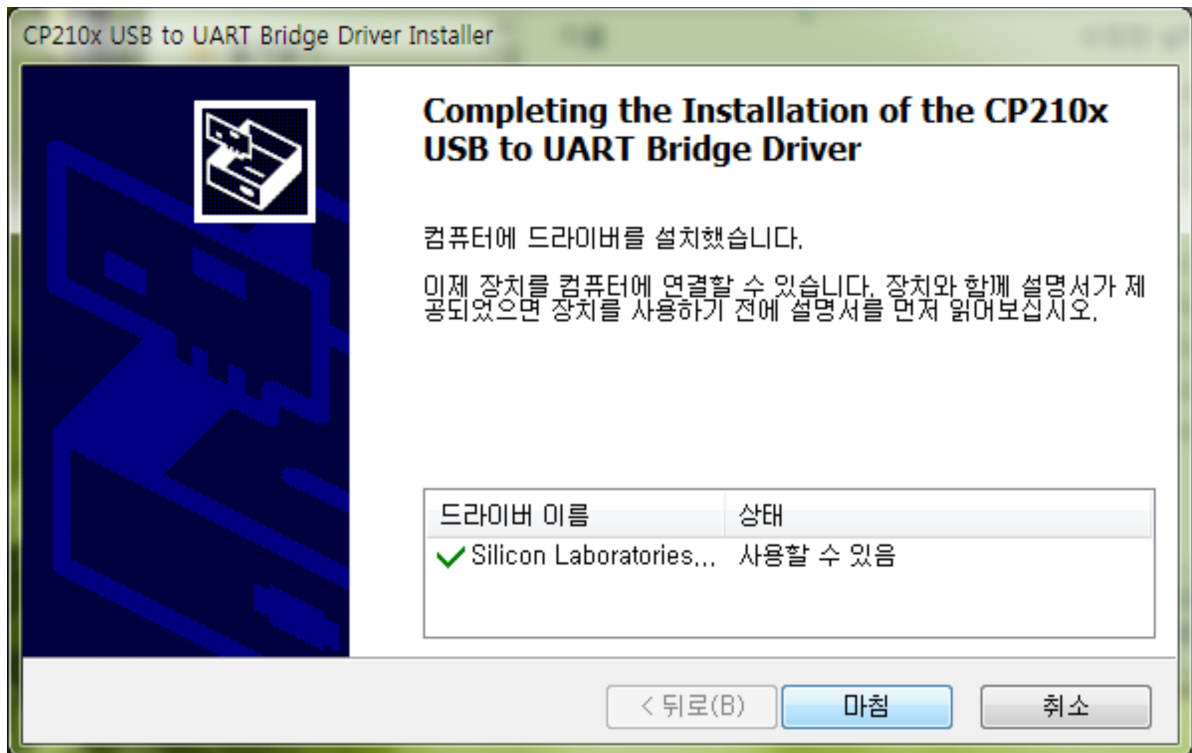 CP210x USB to UART Bridge Driver Installer
Completing the Installation of the CP210x
USB to UART Bridge Driver
컴퓨터에 드라이버를 설치했습니다.
이제 장치를 컴퓨터에 연결할 수 있습니다. 장치와 함께 설명서가 제
공되었으면 장치를 사용하기 전에 설명서를 먼저 읽어보십시오.
드라이버 이름 상태
Silicon Laboratories... 사용할 수 있음
< 뒤로(B) 마침 취소